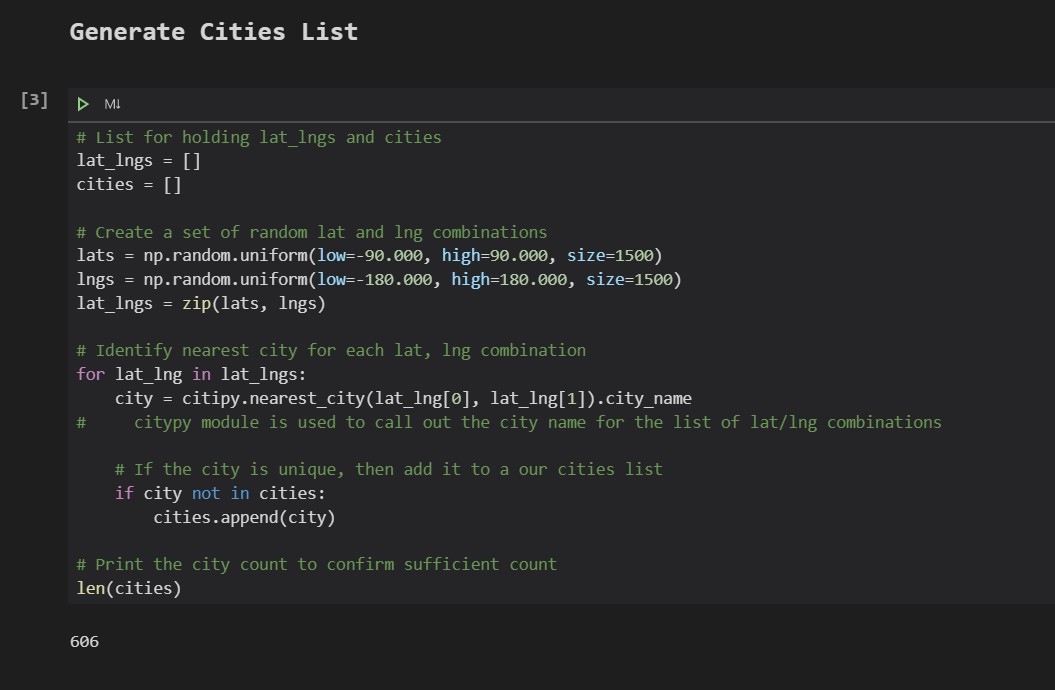 Generate Cities List
[3]
M↓
# List for holding lat_lngs and cities
lat_lngs = []
cities = []
# Create a set of random lat and lng combinations
lats = np.random.uniform(low=-90.000, high=90.000, size=1500)
lngs = np.random.uniform(low=-180.000, high=180.000, size=1500)
lat_lngs = zip(lats, lngs)
# Identify nearest city for each lat, lng combination
for lat_lng in lat_lngs:
    city = citipy.nearest_city(lat_lng[0], lat_lng[1]).city_name
#     citypy module is used to call out the city name for the list of lat/lng combinations
    # If the city is unique, then add it to a our cities list
    if city not in cities:
        cities.append(city)
# Print the city count to confirm sufficient count
len(cities)
606